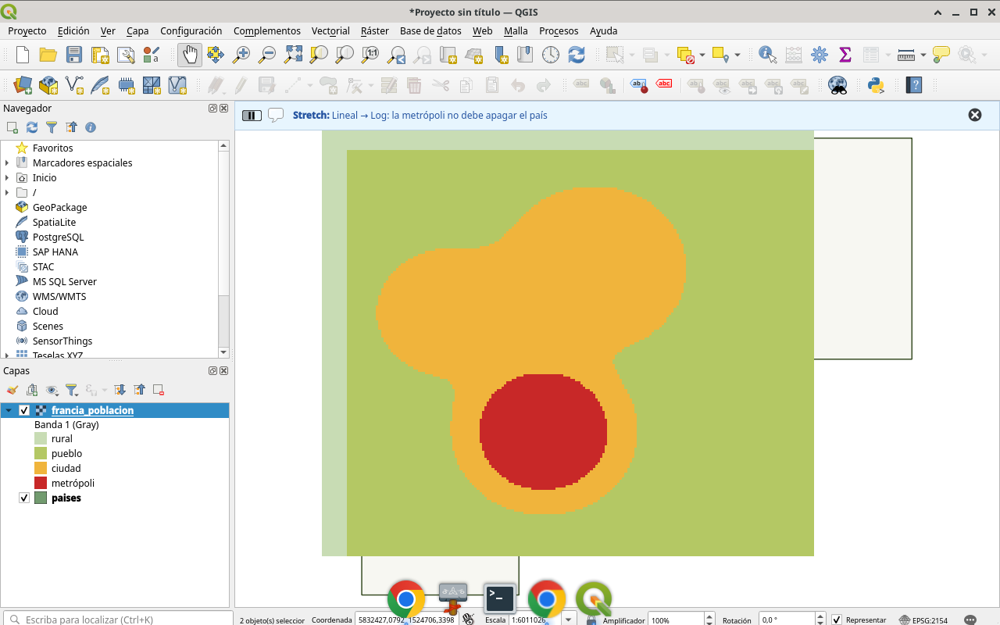 *Proyecto sin título — QGIS
Proyecto Edición Ver Capa Configuración Complementos Vectorial Ráster Base de datos Web Malla Procesos Ayuda
Navegador
Stretch: Lineal → Log: la metrópoli no debe apagar el país
Favoritos
Marcadores espaciales
Inicio
/
GeoPackage
SpatiaLite
PostgreSQL
SAP HANA
STAC
MS SQL Server
WMS/WMTS
Cloud
Scenes
SensorThings
Teselas XYZ
Capas
francia_poblacion
Banda 1 (Gray)
rural
pueblo
ciudad
metrópoli
paises
Escriba para localizar (Ctrl+K)
2 objeto(s) seleccior
Coordenada
5832427,0792 1524706,3398
Escala
1:6011026
Amplificador
100%
Rotación
0,0 °
Representar
EPSG:2154